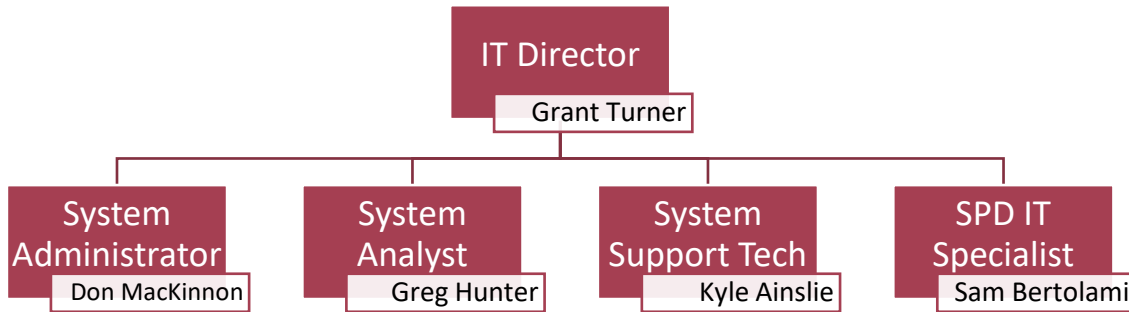 IT Director
Grant Turner
System
Administrator
Don MacKinnon
System
Analyst
Greg Hunter
System
Support Tech
Kyle Ainslie
SPD IT
Specialist
Sam Bertolami